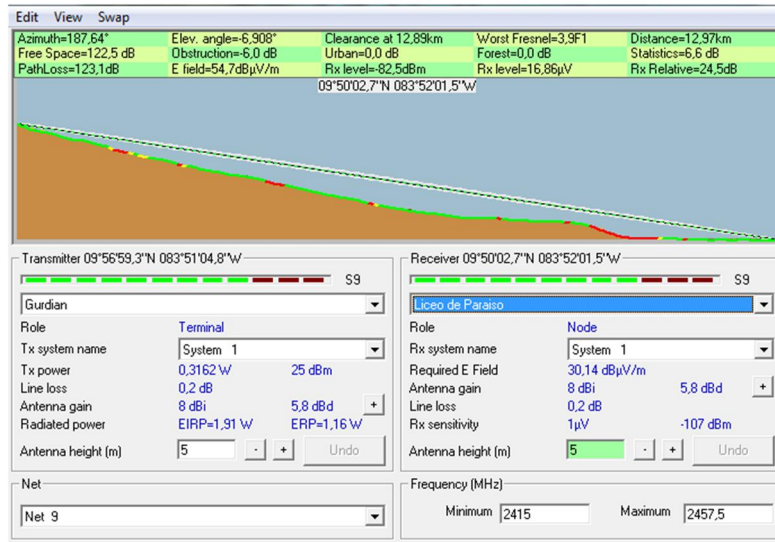 Edit View Swap
Azimuth=187,64° Elev. angle=-6,908° Clearance at 12,89km Worst Fresnel=3,9F1 Distance=12,97km
Free Space=122,5 dB Obstruction=-6,0 dB Urban=0,0 dB Forest=0,0 dB Statistics=6,6 dB
PathLoss=123,1dB E field=54,7dBµV/m Rx level=-82,5dBm Rx level=16,86µV Rx Relative=24,5dB
09°50'02,7"N 083°52'01,5"W
Transmitter 09°56'59,3"N 083°51'04,8"W
S9
Gurdian
Role Terminal
Tx system name System 1
Tx power 0,3162 W 25 dBm
Line loss 0,2 dB
Antenna gain 8 dBi 5,8 dBd +
Radiated power EIRP=1,91 W ERP=1,16 W
Antenna height (m) 5 - + Undo
Net
Net 9
Receiver 09°50'02,7"N 083°52'01,5"W
S9
Liceo de Paraiso
Role Node
Rx system name System 1
Required E Field 30,14 dBµV/m
Antenna gain 8 dBi 5,8 dBd +
Line loss 0,2 dB
Rx sensitivity 1µV -107 dBm
Antenna height (m) 5 - + Undo
Frequency (MHz)
Minimum 2415 Maximum 2457,5